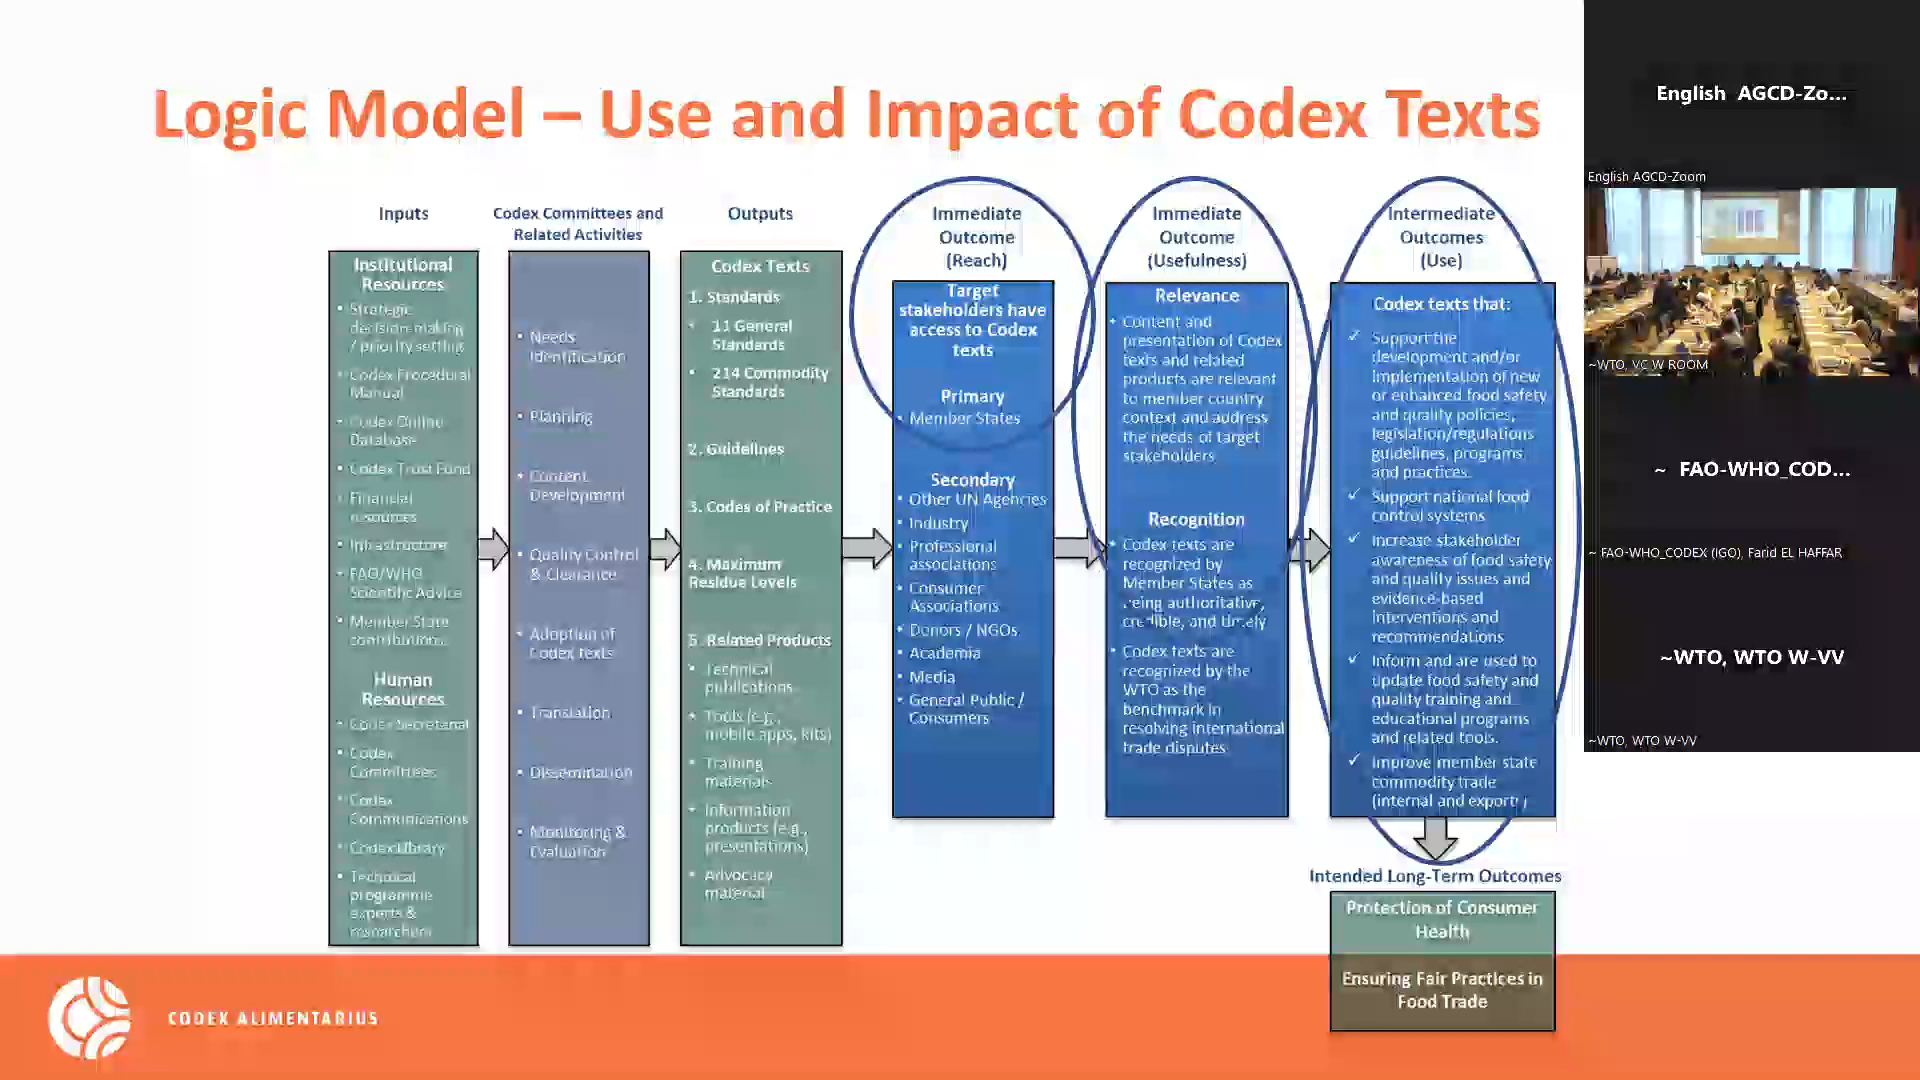 Logic Model – Use and Impact of Codex Texts
Inputs
Institutional
Resources
• Strategic
decision making
/ priority setting
• Codex Procedural
Manual
• Codex Online
Database
• Codex Trust Fund
• Financial
resources
• Infrastructure
• FAO/WHO
Scientific Advice
• Member State
contributions
Human
Resources
• Codex Secretariat
• Codex
Committees
• Codex
Communications
• Codex Library
• Technical
programme
experts &
researchers
Codex Committees and
Related Activities
• Needs
Identification
• Planning
• Content
Development
• Quality Control
& Clearance
• Adoption of
Codex texts
• Translation
• Dissemination
• Monitoring &
Evaluation
Outputs
Codex Texts
1. Standards
• 11 General
Standards
• 214 Commodity
Standards
2. Guidelines
3. Codes of Practice
4. Maximum
Residue Levels
5. Related Products
• Technical
publications
• Tools (e.g.,
mobile apps, kits)
• Training
materials
• Information
products (e.g.,
presentations)
• Advocacy
material
Immediate
Outcome
(Reach)
Target
stakeholders have
access to Codex
texts
Primary
• Member States
Secondary
• Other UN Agencies
• Industry
• Professional
associations
• Consumer
Associations
• Donors / NGOs
• Academia
• Media
• General Public /
Consumers
Immediate
Outcome
(Usefulness)
Relevance
• Content and
presentation of Codex
texts and related
products are relevant
to member country
context and address
the needs of target
stakeholders
Recognition
• Codex texts are
recognized by
Member States as
being authoritative,
credible, and timely
• Codex texts are
recognized by the
WTO as the
benchmark in
resolving international
trade disputes
Intermediate
Outcomes
(Use)
Codex texts that:
✓ Support the
development and/or
implementation of new
or enhanced food safety
and quality policies,
legislation/regulations
guidelines, programs
and practices.
✓ Support national food
control systems
✓ Increase stakeholder
awareness of food safety
and quality issues and
evidence-based
interventions and
recommendations
✓ Inform and are used to
update food safety and
quality training and
educational programs
and related tools.
✓ Improve member state
commodity trade
(internal and export)
Intended Long-Term Outcomes
Protection of Consumer
Health
Ensuring Fair Practices in
Food Trade
CODEX ALIMENTARIUS
English AGCD-Zo...
English AGCD-Zoom
~WTO, VC W ROOM
~ FAO-WHO_COD...
~ FAO-WHO_CODEX (IGO), Farid EL HAFFAR
~WTO, WTO W-VV
~WTO, WTO W-VV